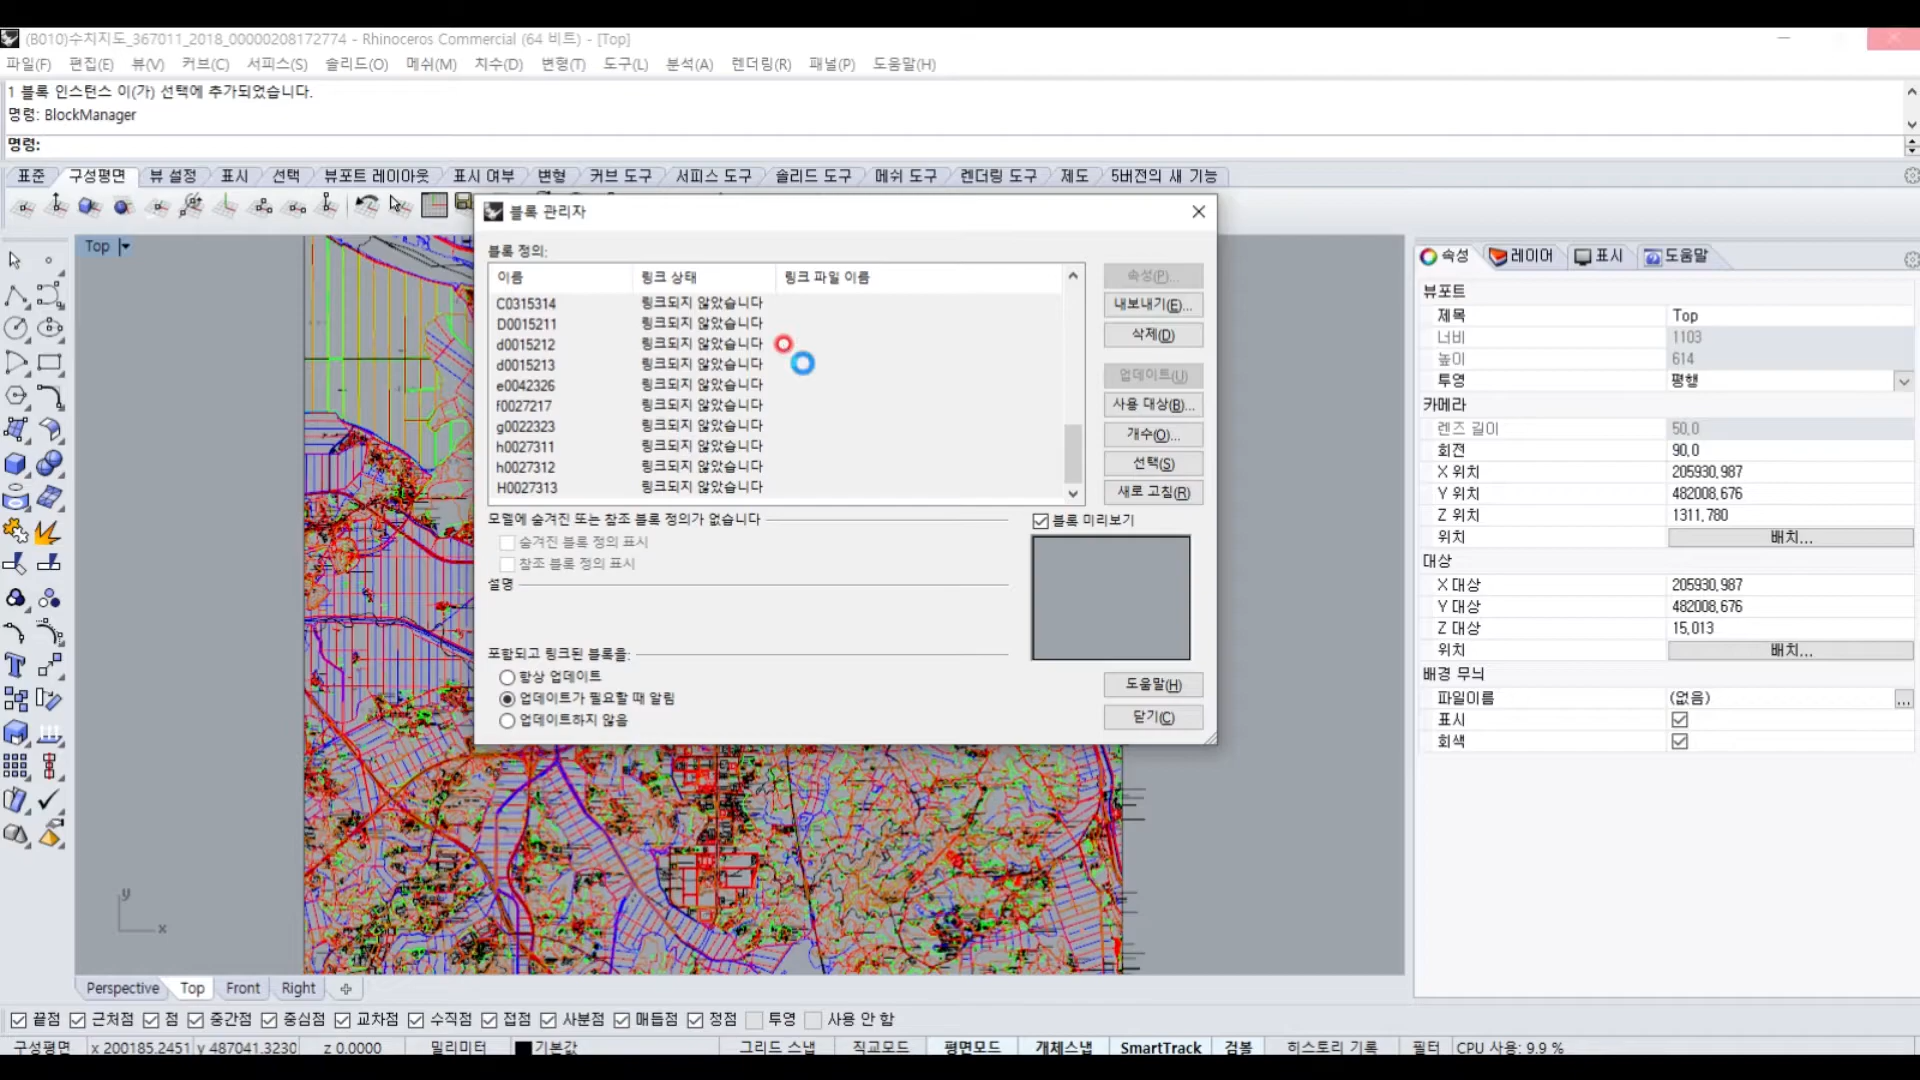 (B010)수치지도_367011_2018_00000208172774 - Rhinoceros Commercial (64 비트) - [Top]
파일(F) 편집(E) 뷰(V) 커브(C) 서피스(S) 솔리드(O) 메쉬(M) 치수(D) 변형(T) 도구(L) 분석(A) 렌더링(R) 패널(P) 도움말(H)
1 블록 인스턴스 이(가) 선택에 추가되었습니다.
명령: BlockManager
명령:
표준 구성평면 뷰 설정 표시 선택 뷰포트 레이아웃 표시 여부 변형 커브 도구 서피스 도구 솔리드 도구 메쉬 도구 렌더링 도구 제도 5버전의 새 기능
Top
블록 관리자
블록 정의:
이름 링크 상태 링크 파일 이름
C0315314 링크되지 않았습니다
D0015211 링크되지 않았습니다
d0015212 링크되지 않았습니다
d0015213 링크되지 않았습니다
e0042326 링크되지 않았습니다
f0027217 링크되지 않았습니다
g0022323 링크되지 않았습니다
h0027311 링크되지 않았습니다
h0027312 링크되지 않았습니다
H0027313 링크되지 않았습니다
속성(P)...
내보내기(E)...
삭제(D)
업데이트(U)
사용 대상(B)...
개수(O)...
선택(S)
새로 고침(R)
모델에 숨겨진 또는 참조 블록 정의가 없습니다
숨겨진 블록 정의 표시
참조 블록 정의 표시
설명
블록 미리보기
포함되고 링크된 블록을:
항상 업데이트
업데이트가 필요할 때 알림
업데이트하지 않음
도움말(H)
닫기(C)
속성 레이어 표시 도움말
뷰포트
제목 Top
너비 1103
높이 614
투영 평행
카메라
렌즈 길이 50.0
회전 90.0
X 위치 205930.987
Y 위치 482008.676
Z 위치 1311.780
위치 배치...
대상
X 대상 205930.987
Y 대상 482008.676
Z 대상 15.013
위치 배치...
배경 무늬
파일이름 (없음) ...
표시
회색
y
x
Perspective Top Front Right
끝점 근처점 점 중간점 중심점 교차점 수직점 접점 사분점 매듭점 정점 투영 사용 안 함
구성평면 x 200185.2451 y 487041.3230 z 0.0000 밀리미터 기본값 그리드 스냅 직교모드 평면모드 개체스냅 SmartTrack 검볼 히스토리 기록 필터 CPU 사용: 9.9 %